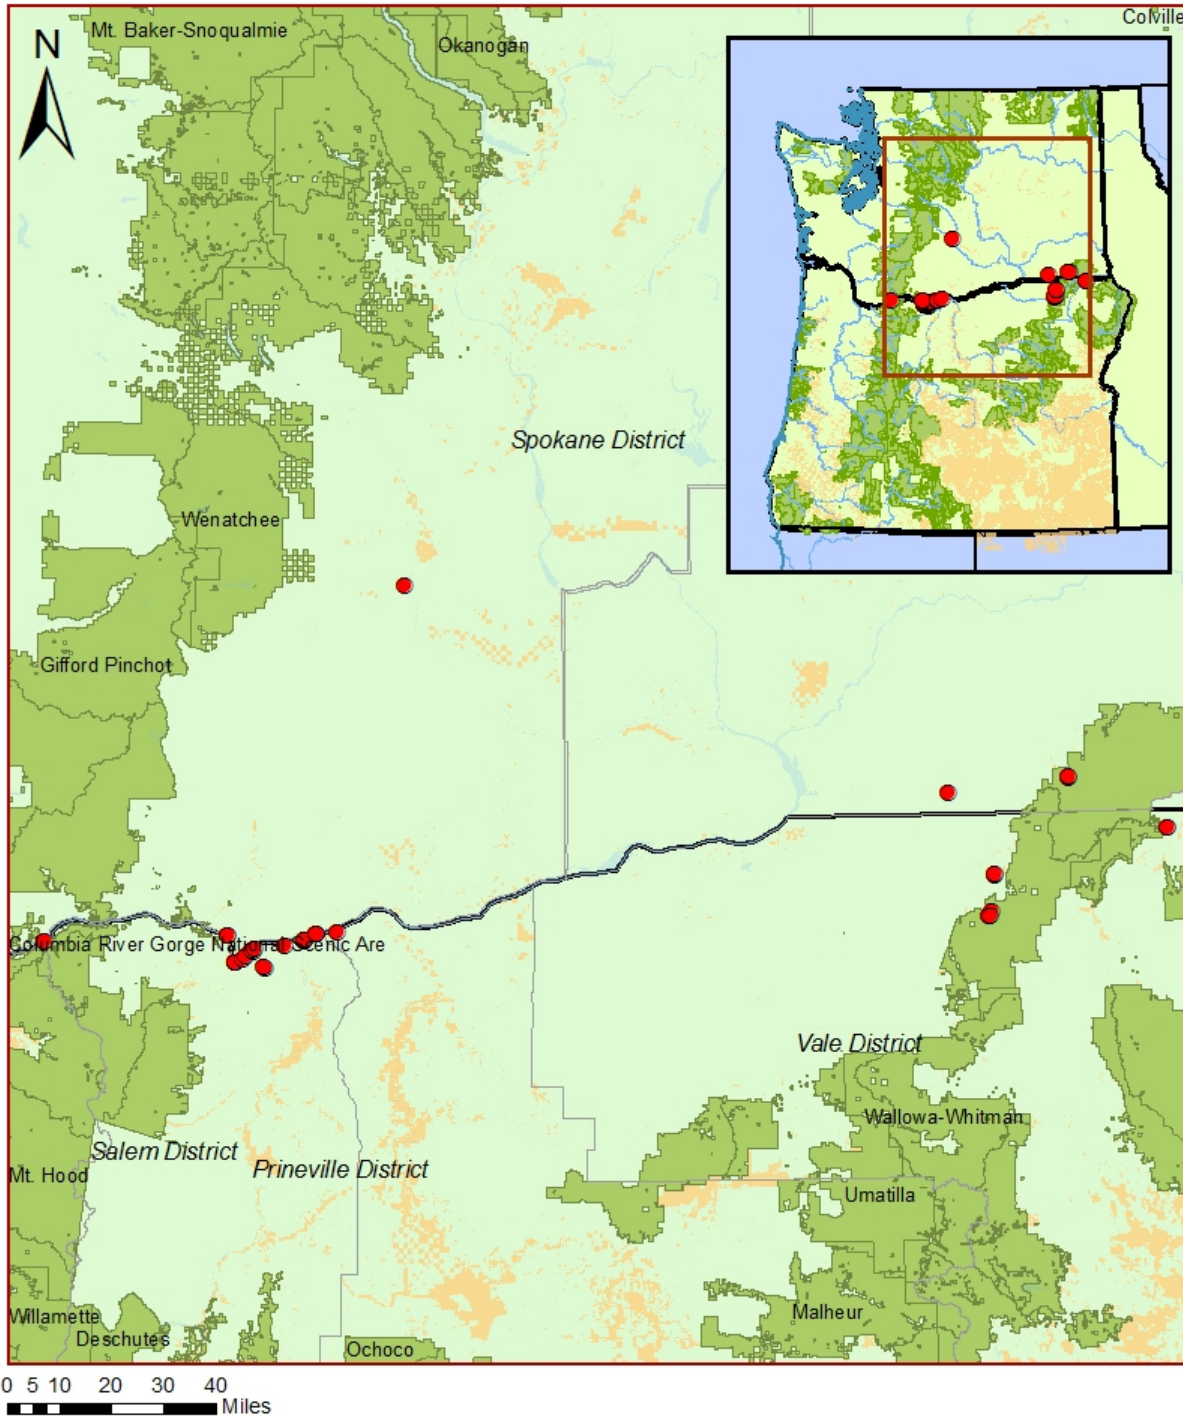 Mt. Baker-Snoqualmie
Okanogan
Colville
N
Spokane District
Wenatchee
Gifford Pinchot
Columbia River Gorge National Scenic Are
Vale District
Wallowa-Whitman
Salem District
Prineville District
Mt. Hood
Umatilla
Malheur
Willamette
Deschutes
Ochoco
0 5 10 20 30 40
Miles